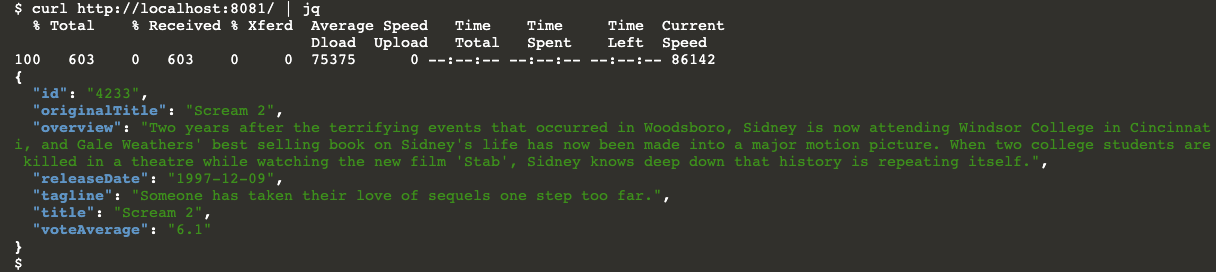 $ curl http://localhost:8081/ | jq
  % Total    % Received % Xferd  Average Speed   Time    Time     Time  Current
                                 Dload  Upload   Total   Spent    Left  Speed
100   603    0   603    0     0  75375      0 --:--:-- --:--:-- --:--:-- 86142
{
  "id": "4233",
  "originalTitle": "Scream 2",
  "overview": "Two years after the terrifying events that occurred in Woodsboro, Sidney is now attending Windsor College in Cincinnat
i, and Gale Weathers' best selling book on Sidney's life has now been made into a major motion picture. When two college students are
 killed in a theatre while watching the new film 'Stab', Sidney knows deep down that history is repeating itself.",
  "releaseDate": "1997-12-09",
  "tagline": "Someone has taken their love of sequels one step too far.",
  "title": "Scream 2",
  "voteAverage": "6.1"
}
$